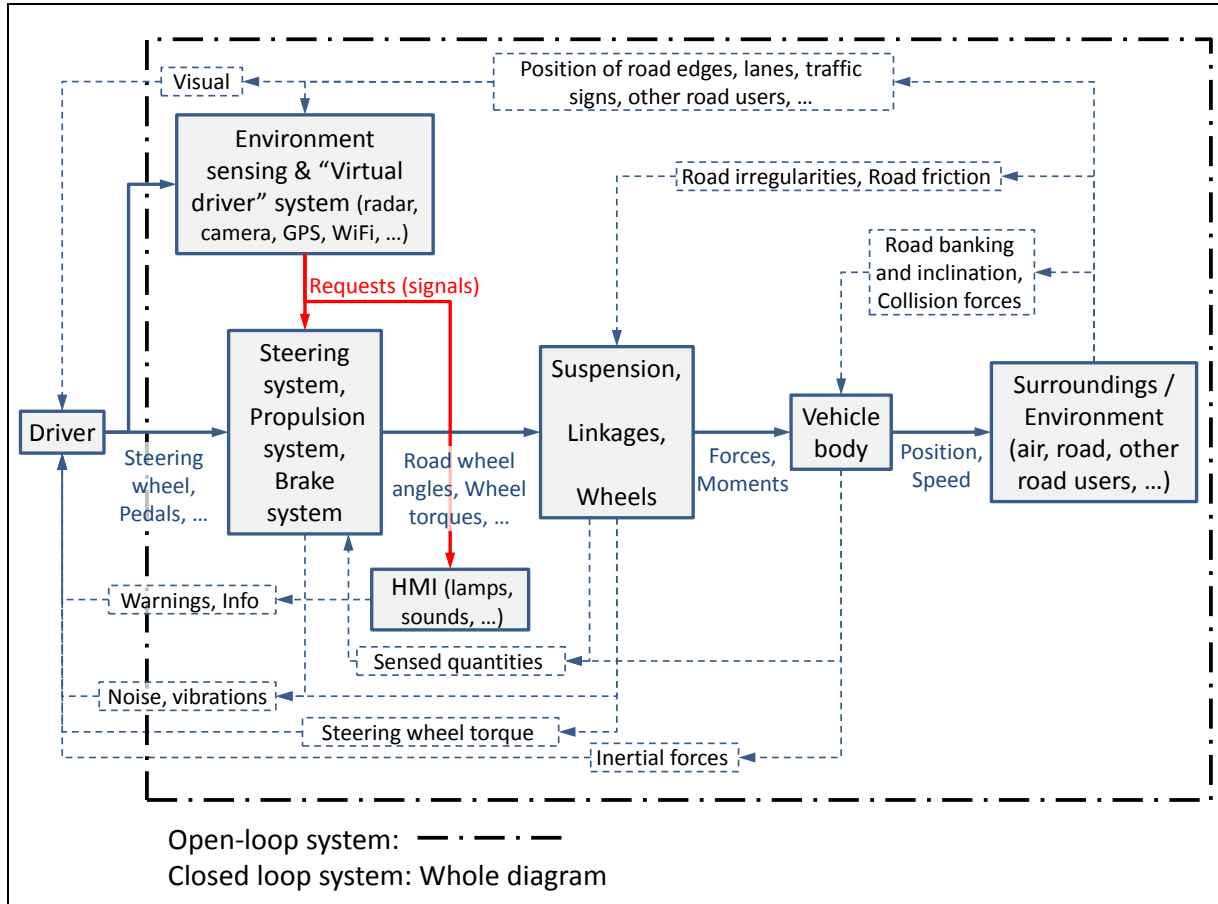 Visual
Position of road edges, lanes, traffic
signs, other road users, …
Environment
sensing & “Virtual
driver” system (radar,
camera, GPS, WiFi, …)
Road irregularities, Road friction
Road banking
and inclination,
Collision forces
Requests (signals)
Steering
system,
Propulsion
system,
Brake
system
Suspension,
Linkages,
Wheels
Vehicle
body
Surroundings /
Environment
(air, road, other
road users, …)
Driver
Steering
wheel,
Pedals, …
Road wheel
angles, Wheel
torques, …
Forces,
Moments
Position,
Speed
HMI (lamps,
sounds, …)
Warnings, Info
Sensed quantities
Noise, vibrations
Steering wheel torque
Inertial forces
Open-loop system:
Closed loop system: Whole diagram